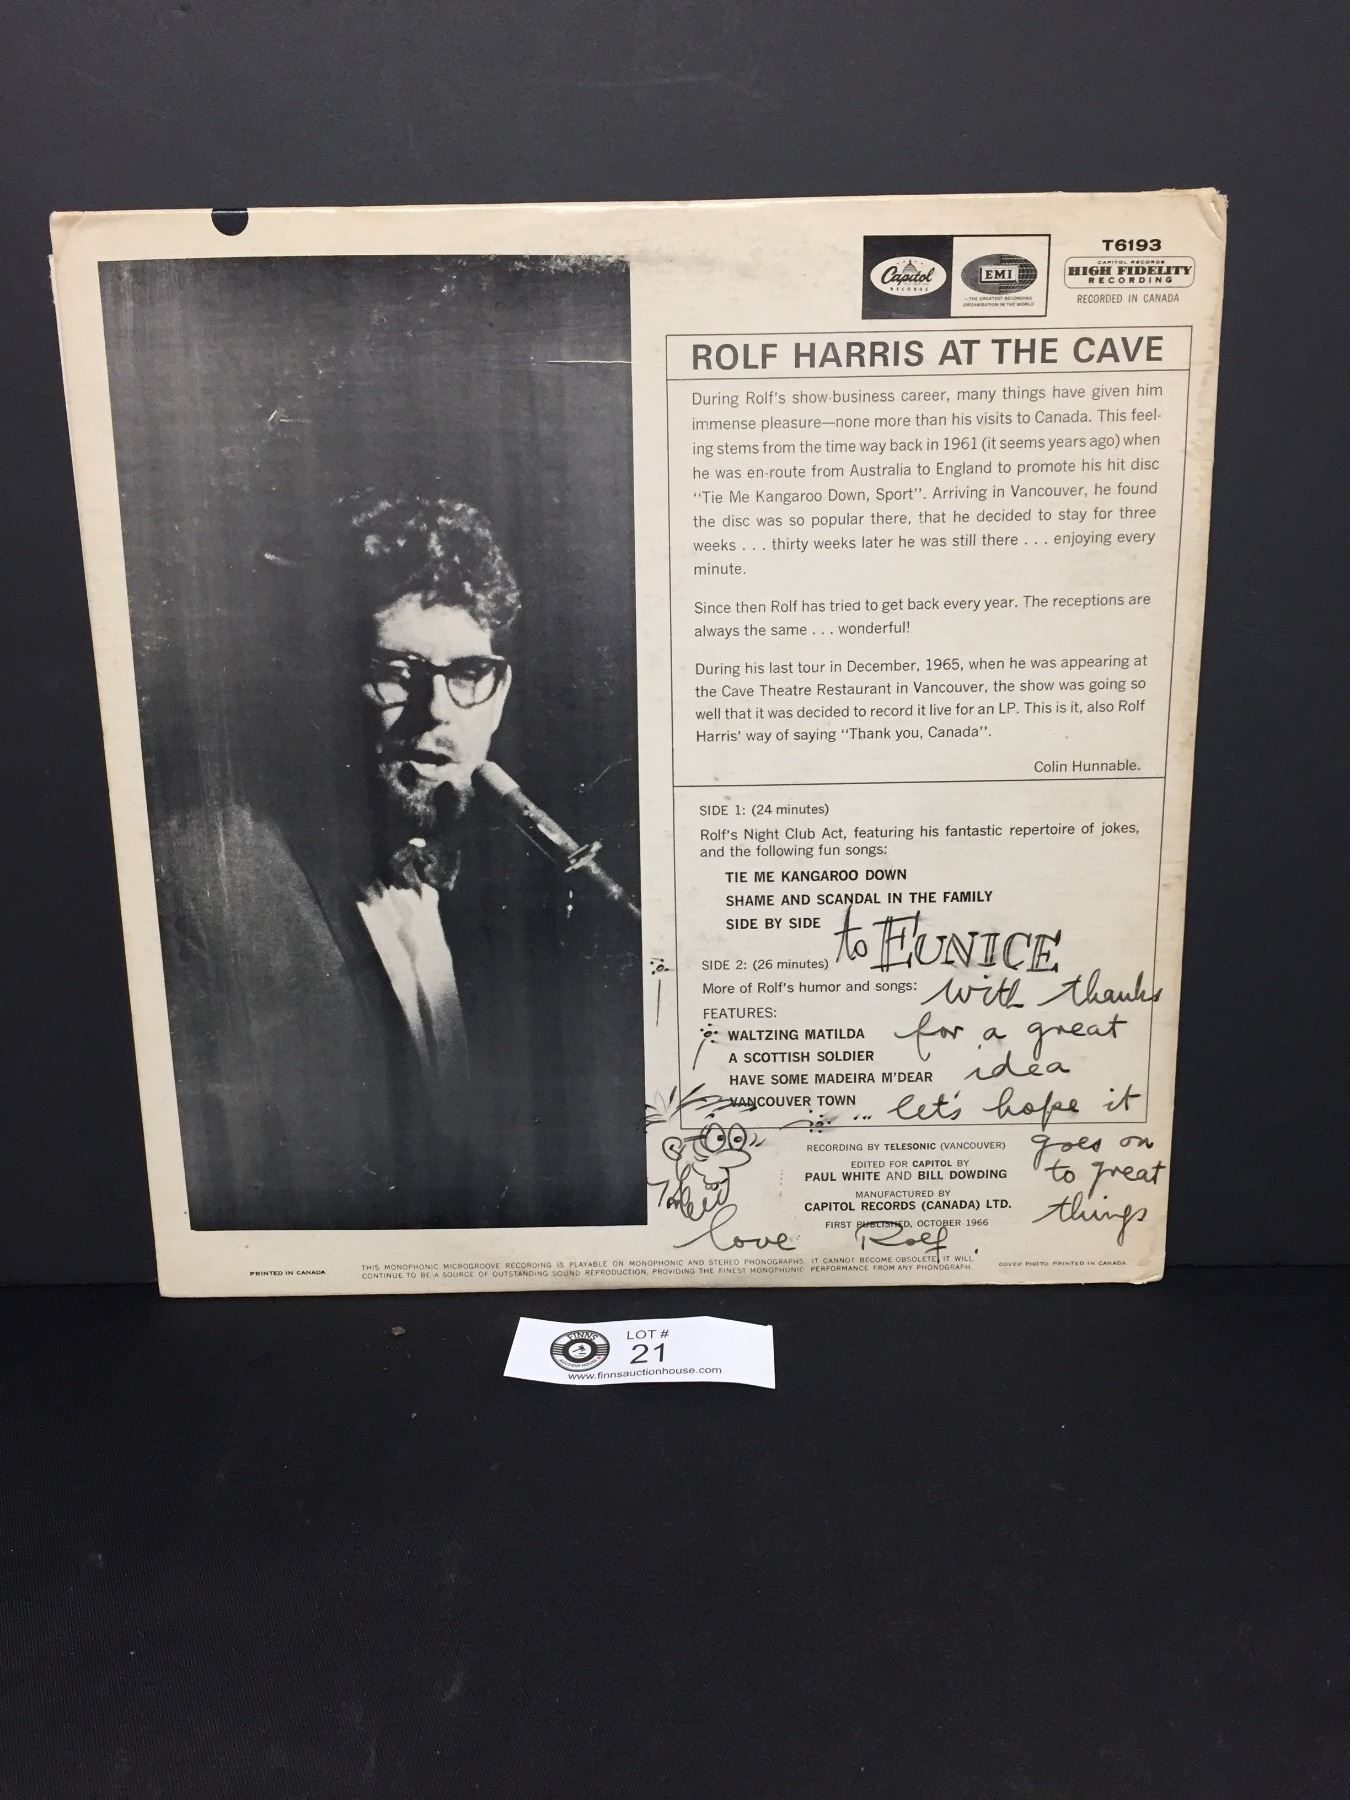 Capitol
RECORDS
EMI
THE GREATEST RECORDING
ORGANISATION IN THE WORLD
T6193
CAPITOL RECORDS
HIGH FIDELITY
RECORDING
RECORDED IN CANADA
ROLF HARRIS AT THE CAVE
During Rolf's show-business career, many things have given him
immense pleasure—none more than his visits to Canada. This feel-
ing stems from the time way back in 1961 (it seems years ago) when
he was en-route from Australia to England to promote his hit disc
"Tie Me Kangaroo Down, Sport". Arriving in Vancouver, he found
the disc was so popular there, that he decided to stay for three
weeks . . . thirty weeks later he was still there . . . enjoying every
minute.
Since then Rolf has tried to get back every year. The receptions are
always the same . . . wonderful!
During his last tour in December, 1965, when he was appearing at
the Cave Theatre Restaurant in Vancouver, the show was going so
well that it was decided to record it live for an LP. This is it, also Rolf
Harris' way of saying "Thank you, Canada".
Colin Hunnable.
SIDE 1: (24 minutes)
Rolf's Night Club Act, featuring his fantastic repertoire of jokes,
and the following fun songs:
TIE ME KANGAROO DOWN
SHAME AND SCANDAL IN THE FAMILY
SIDE BY SIDE
SIDE 2: (26 minutes)
More of Rolf's humor and songs:
FEATURES:
WALTZING MATILDA
A SCOTTISH SOLDIER
HAVE SOME MADEIRA M'DEAR
VANCOUVER TOWN
to EUNICE
with thanks
for a great
idea
... let's hope it
goes on
to great
things
love Rolf.
RECORDING BY TELESONIC (VANCOUVER)
EDITED FOR CAPITOL BY
PAUL WHITE AND BILL DOWDING
MANUFACTURED BY
CAPITOL RECORDS (CANADA) LTD.
FIRST PUBLISHED, OCTOBER 1966
PRINTED IN CANADA
THIS MONOPHONIC MICROGROOVE RECORDING IS PLAYABLE ON MONOPHONIC AND STEREO PHONOGRAPHS. IT CANNOT BECOME OBSOLETE, IT WILL
CONTINUE TO BE A SOURCE OF OUTSTANDING SOUND REPRODUCTION, PROVIDING THE FINEST MONOPHONIC PERFORMANCE FROM ANY PHONOGRAPH.
COVER PHOTO PRINTED IN CANADA
FINNS
AUCTION HOUSE
LOT #
21
www.finnsauctionhouse.com